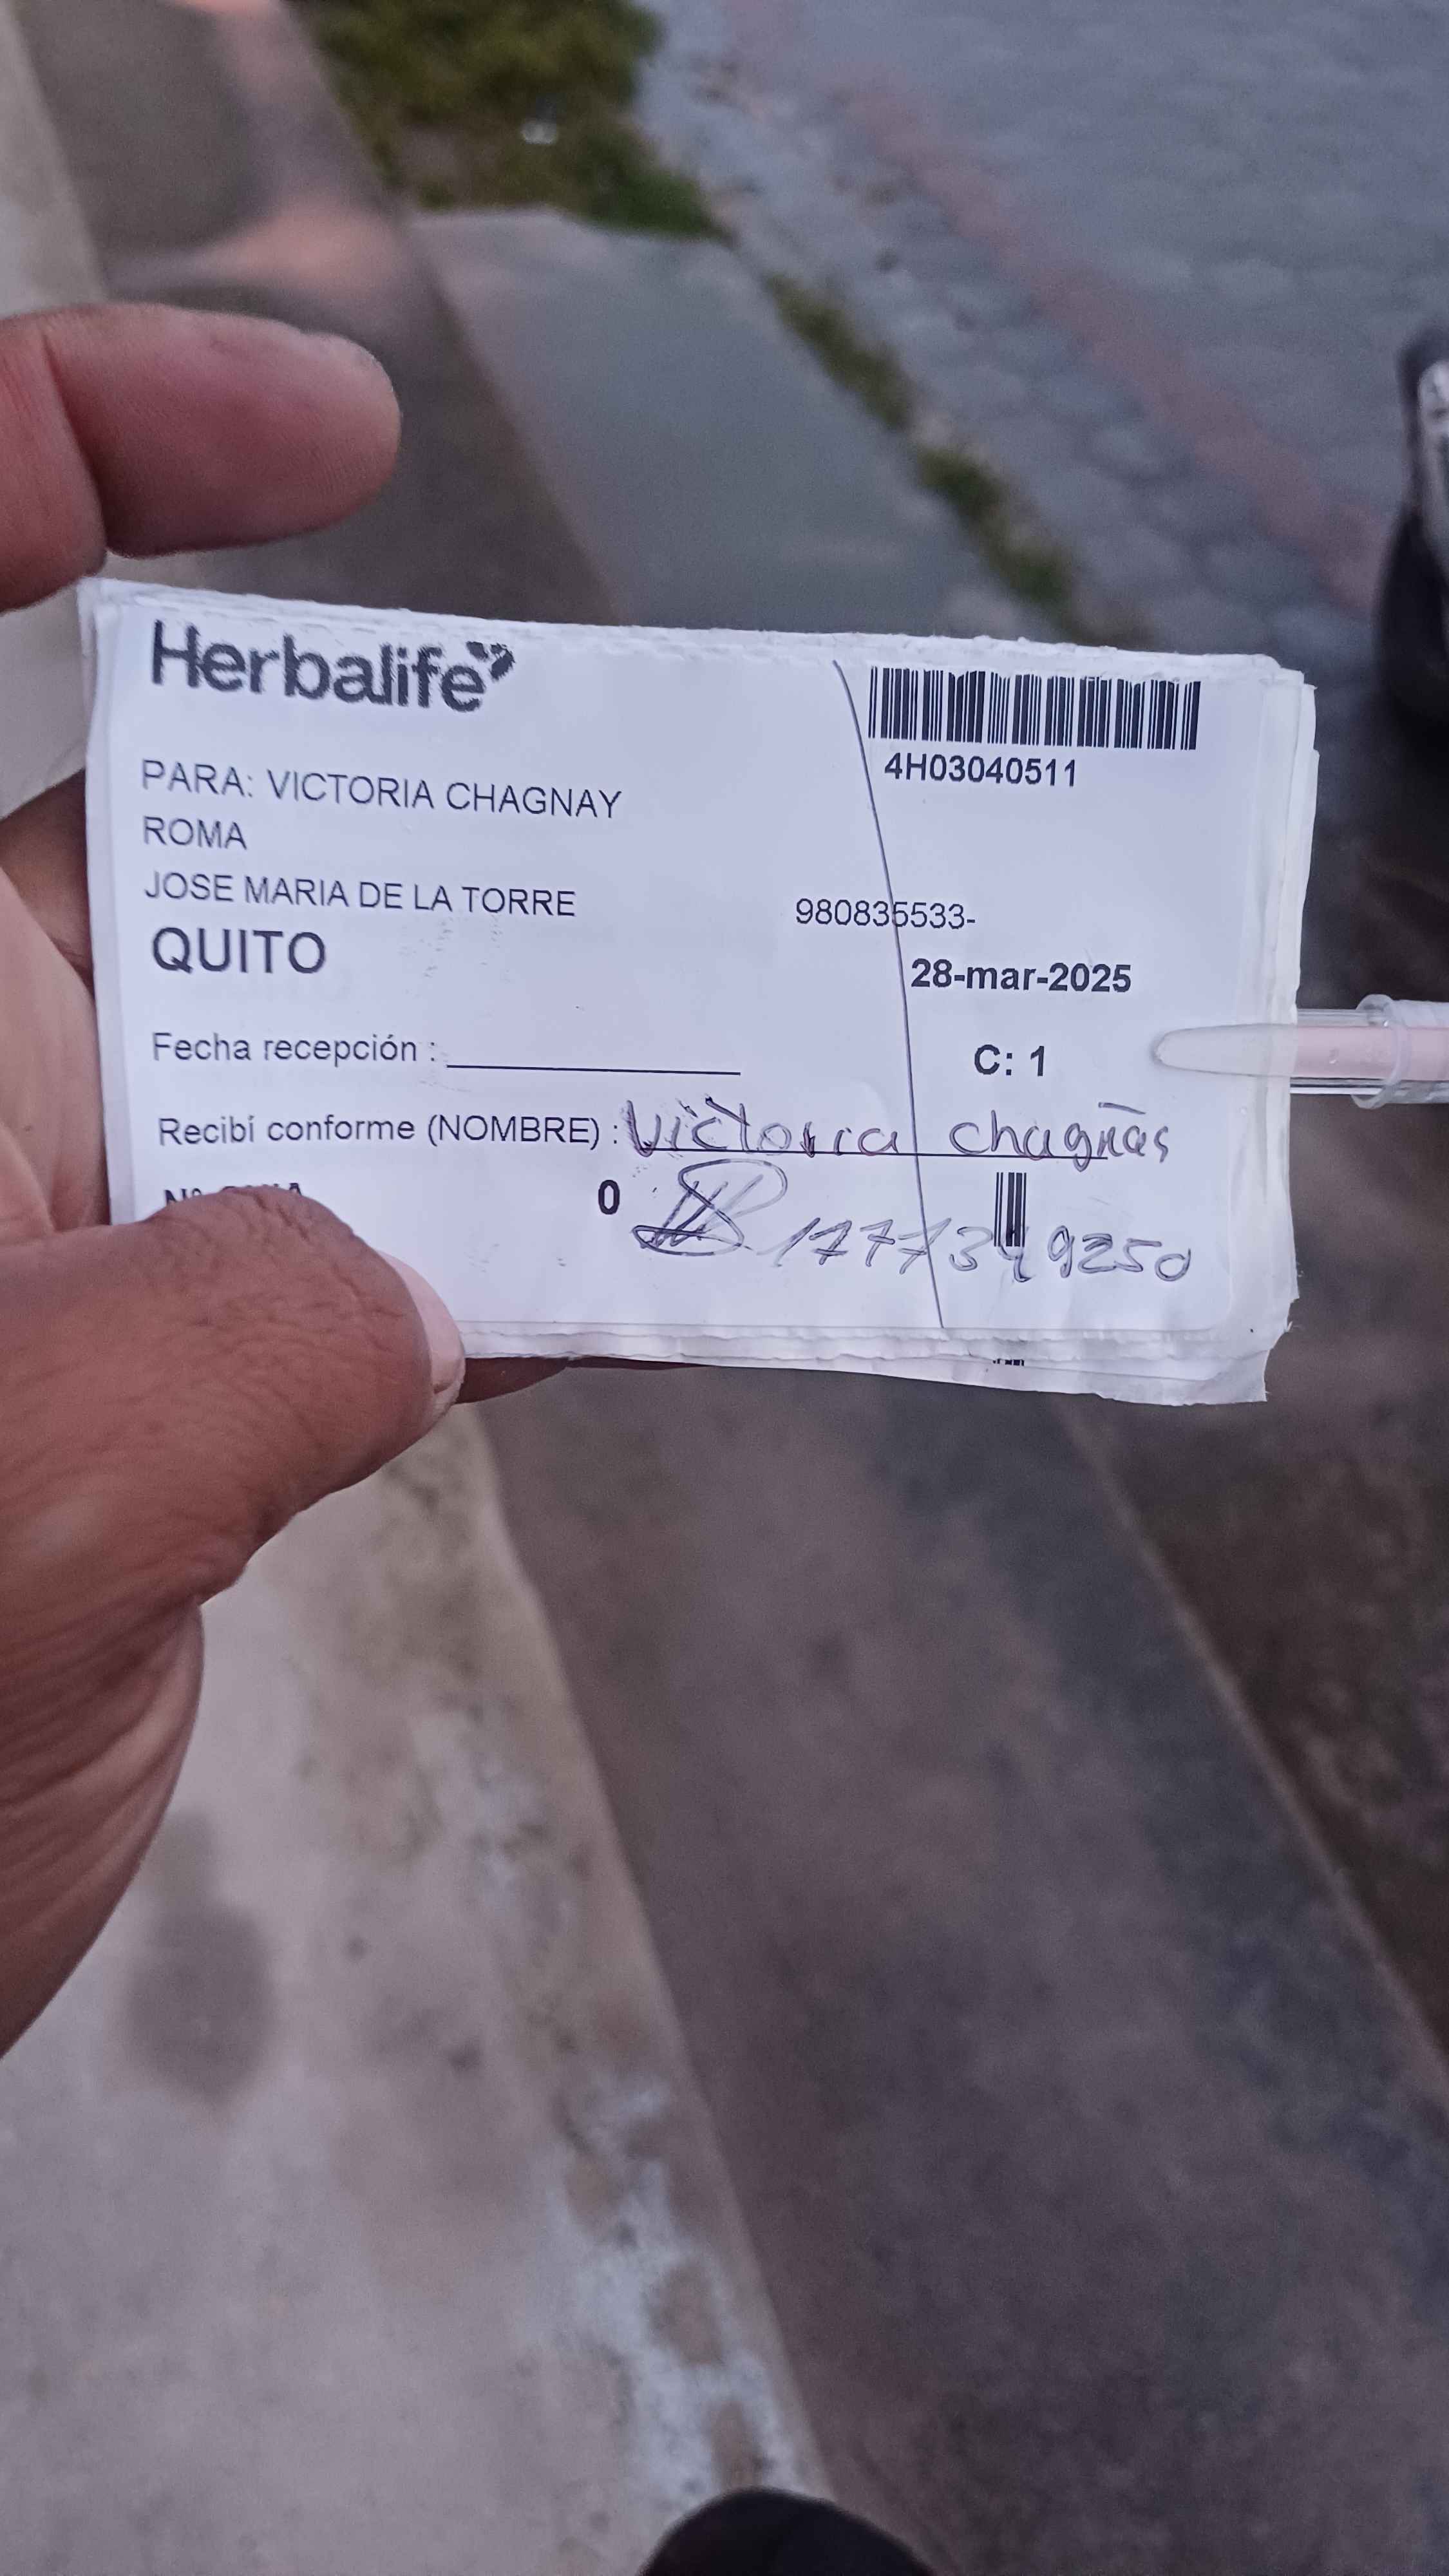 Herbalife
4H03040511
PARA: VICTORIA CHAGNAY
ROMA
JOSE MARIA DE LA TORRE
980835533-
QUITO
28-mar-2025
Fecha recepción :
C: 1
Recibí conforme (NOMBRE) : Victoria chagñas
0